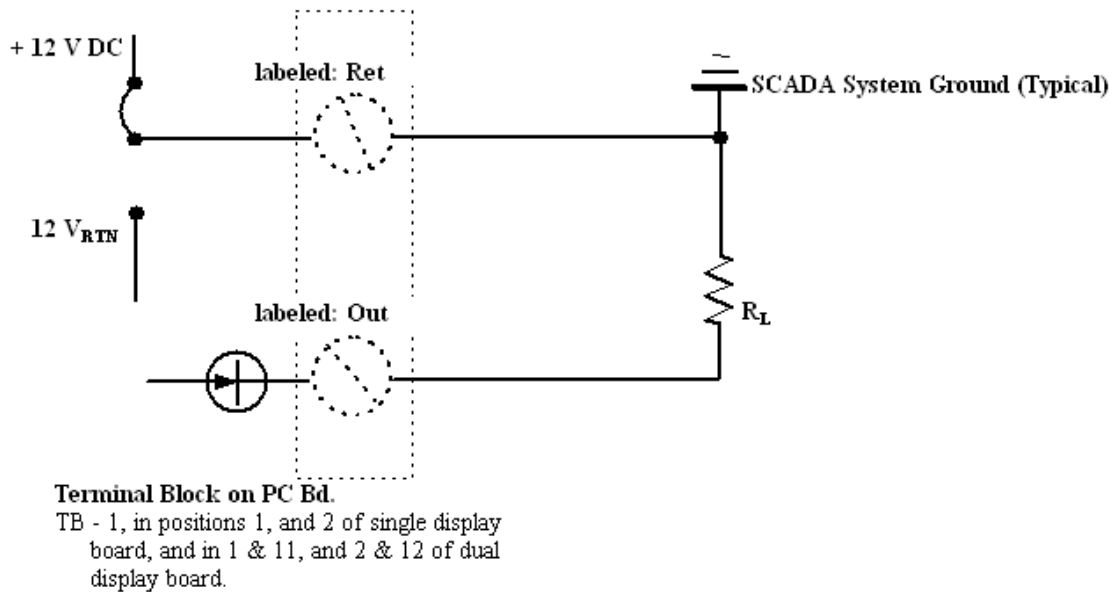 + 12 V DC
labeled: Ret
SCADA System Ground (Typical)
12 VRTN
labeled: Out
RL
Terminal Block on PC Bd.
TB - 1, in positions 1, and 2 of single display
board, and in 1 & 11, and 2 & 12 of dual
display board.